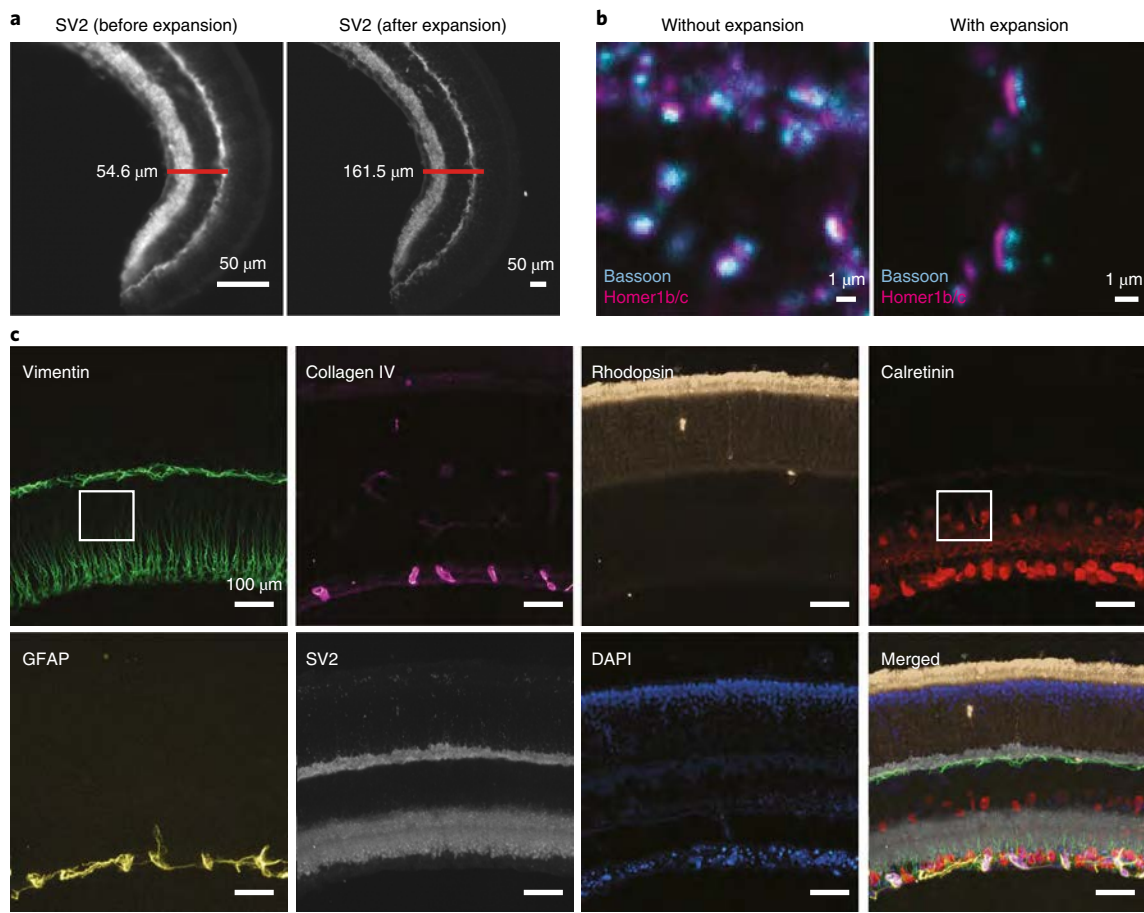 a
SV2 (before expansion)
SV2 (after expansion)
54.6 μm
161.5 μm
50 μm
50 μm
b
Without expansion
With expansion
Bassoon
Homer1b/c
1 μm
Bassoon
Homer1b/c
1 μm
c
Vimentin
Collagen IV
Rhodopsin
Calretinin
100 μm
GFAP
SV2
DAPI
Merged